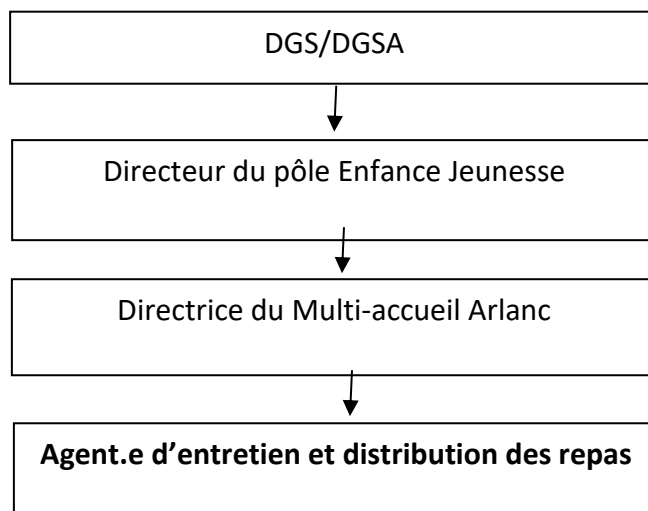 DGS/DGSA
Directeur du pôle Enfance Jeunesse
Directrice du Multi-accueil Arlanc
Agent.e d’entretien et distribution des repas